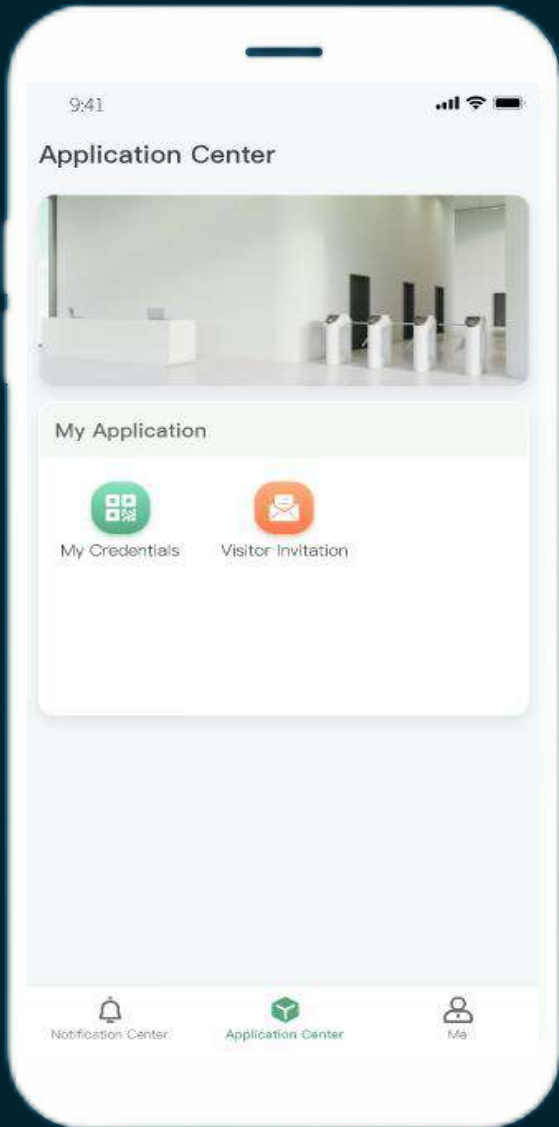 9:41
Application Center
My Application
My Credentials
Visitor Invitation
Notification Center
Application Center
Me